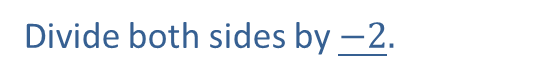 Divide both sides by −2.